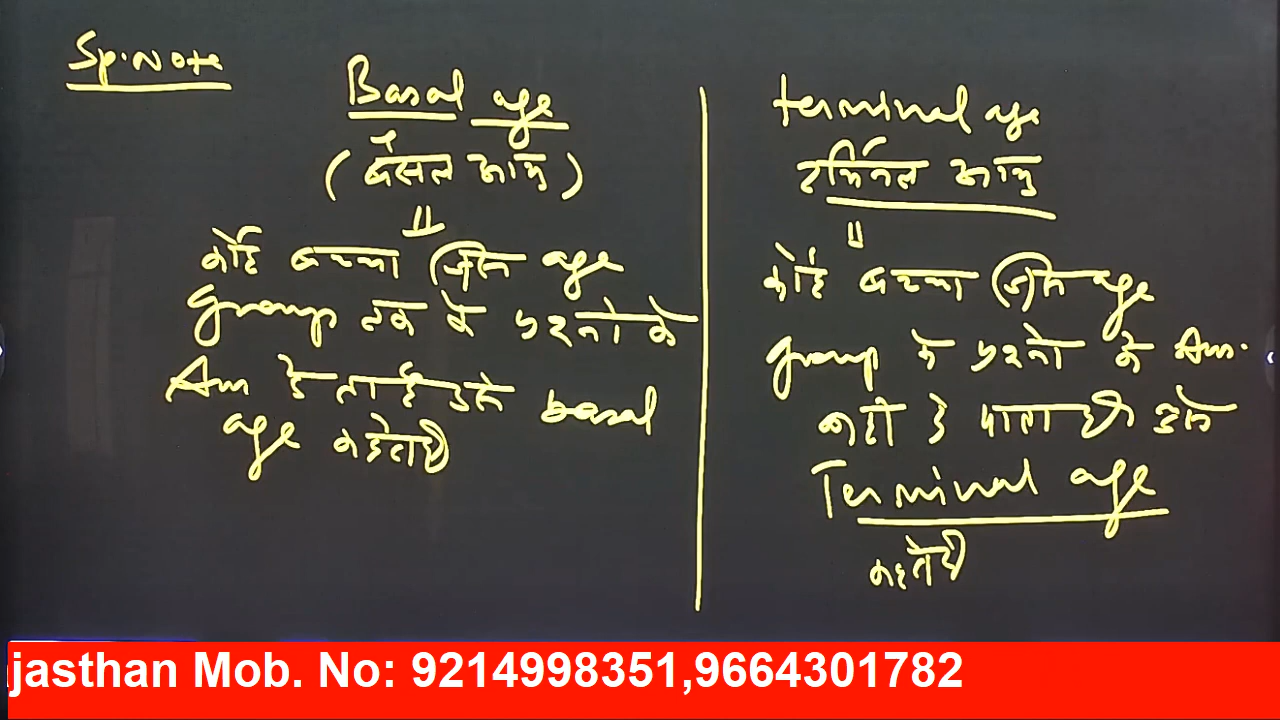 Sp. Note
Basal age
(बेसल आयु)
कोई बच्चा जिस age
Group तक के प्रश्नो के
Ans दे ता है उसे basal
age कहते है
terminal age
टर्मिनल आयु
कोई बच्चा जिस age
group के प्रश्नो के Ans.
नही दे पाता है उसे
Terminal age
कहते है
jasthan Mob. No: 9214998351,9664301782